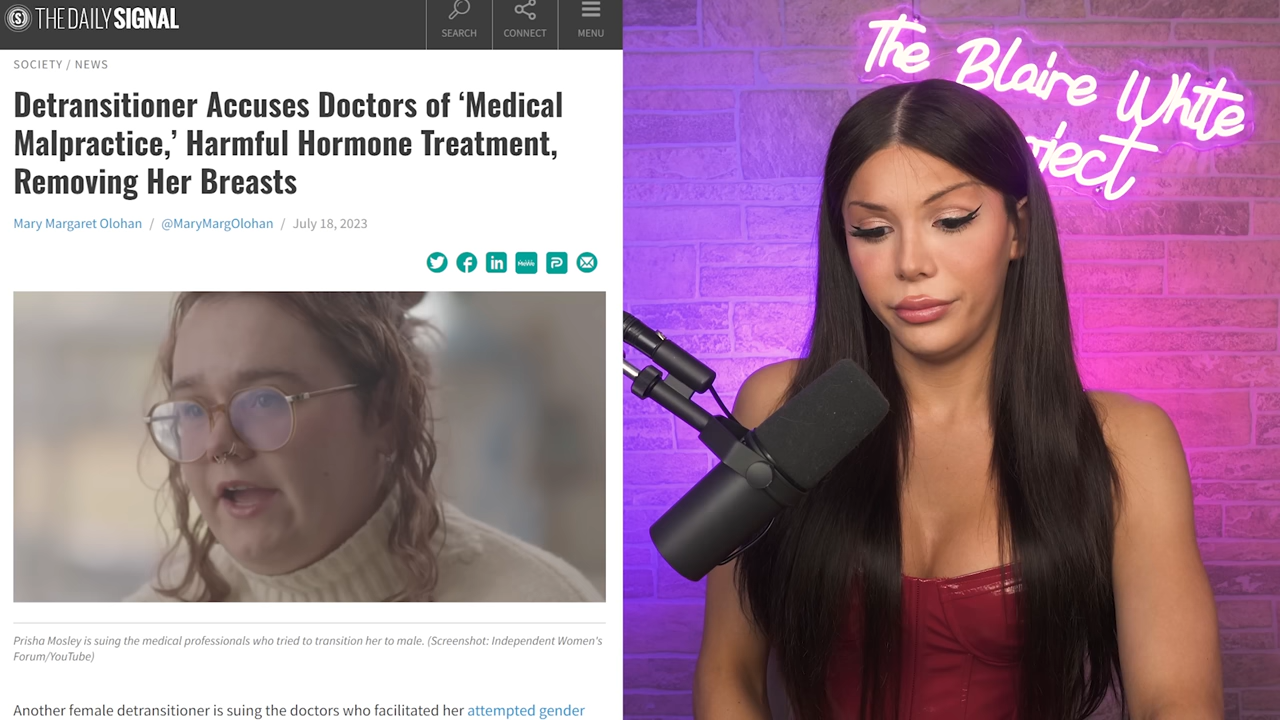 THE DAILY SIGNAL
SEARCH
CONNECT
MENU
SOCIETY / NEWS
Detransitioner Accuses Doctors of ‘Medical
Malpractice,’ Harmful Hormone Treatment,
Removing Her Breasts
Mary Margaret Olohan / @MaryMargOlohan / July 18, 2023
MeWe
Prisha Mosley is suing the medical professionals who tried to transition her to male. (Screenshot: Independent Women's
Forum/YouTube)
Another female detransitioner is suing the doctors who facilitated her attempted gender
The Blaire White